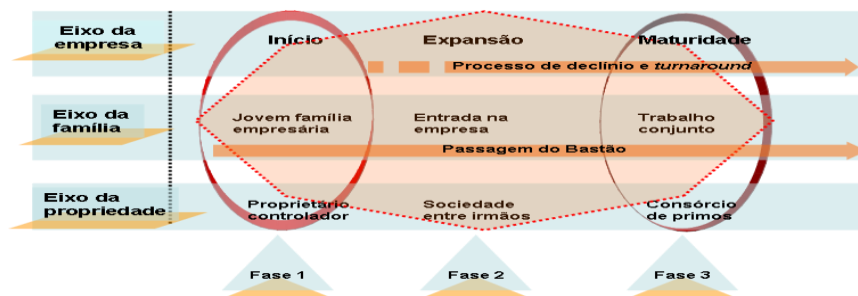 Eixo da
empresa
Início
Expansão
Maturidade
Processo de declínio e turnaround
Eixo da
família
Jovem família
empresária
Entrada na
empresa
Trabalho
conjunto
Passagem do Bastão
Eixo da
propriedade
Proprietário
controlador
Sociedade
entre irmãos
Consórcio
de primos
Fase 1
Fase 2
Fase 3